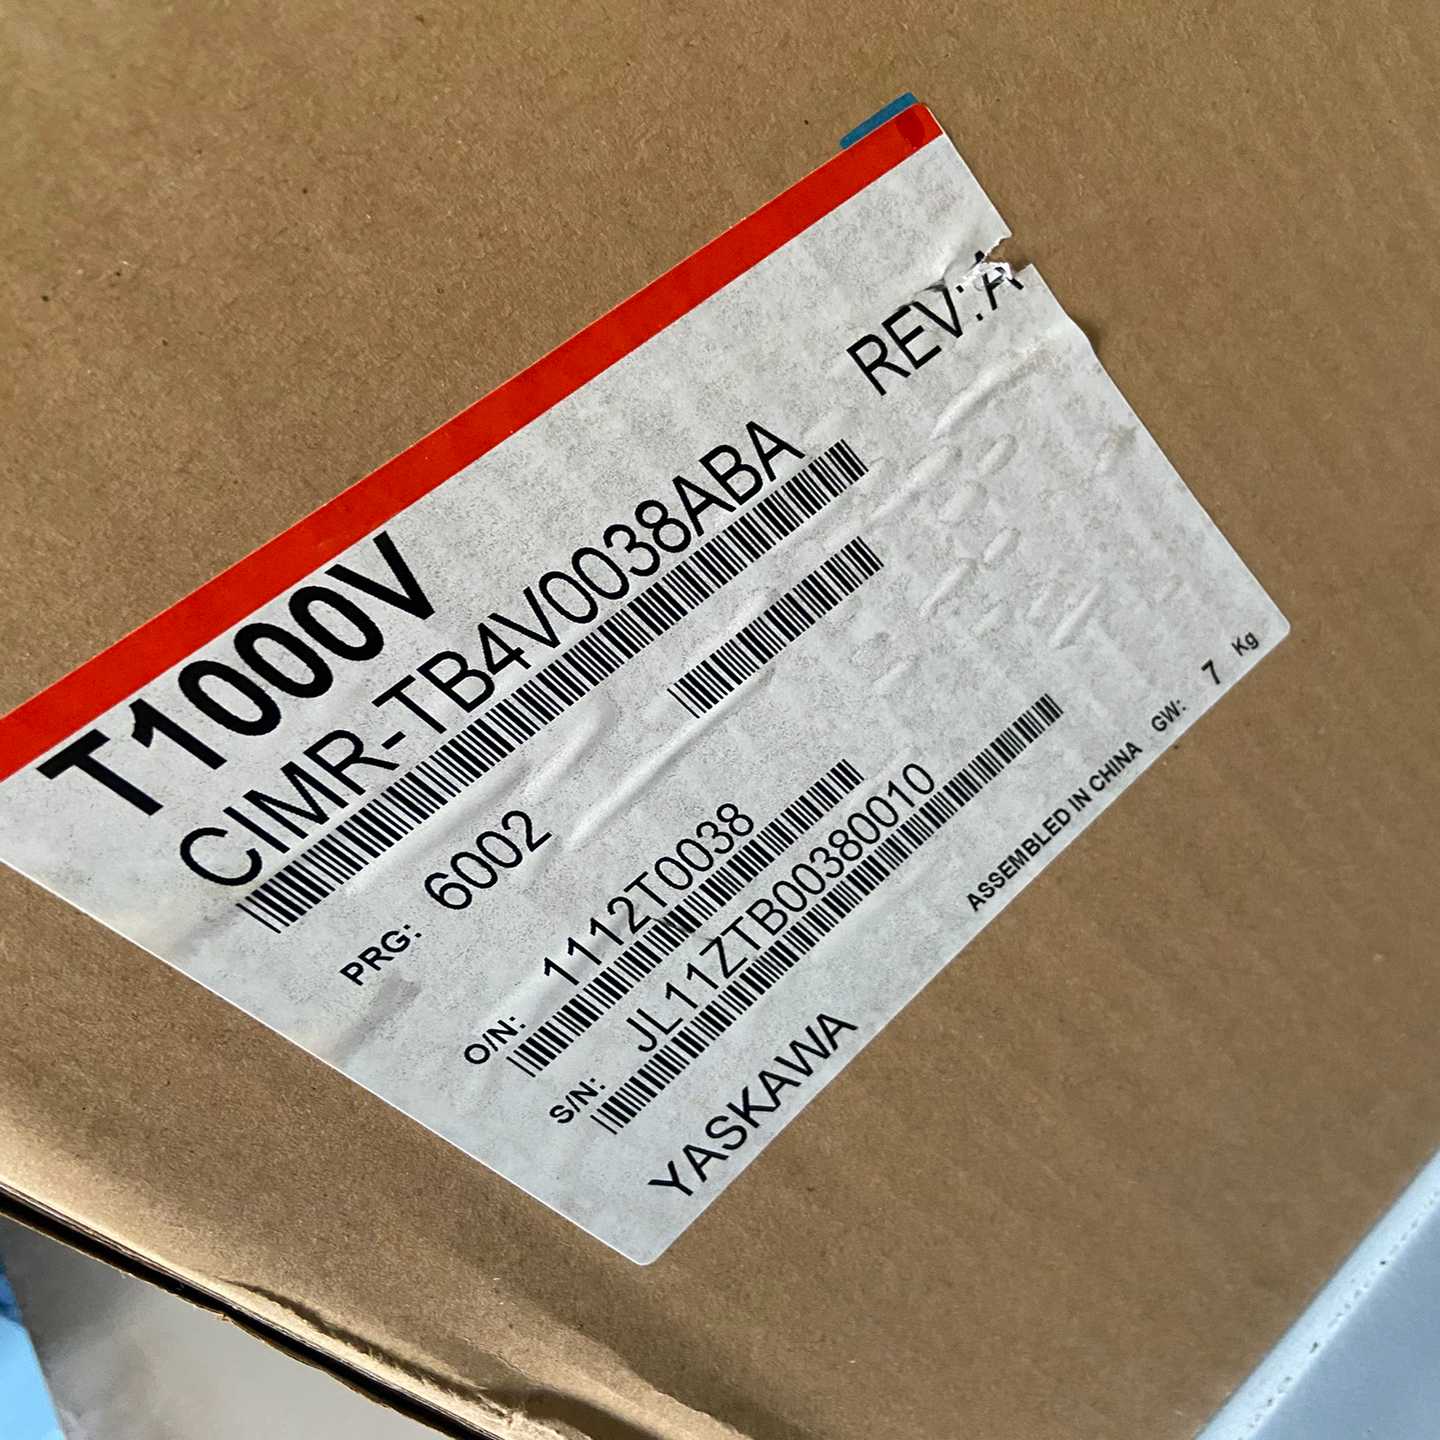 T1000V
REV:A
CIMR-TB4V0038ABA
PRG: 6002
O/N: 1112T0038
S/N: JL11ZTB00380010
YASKAWA
ASSEMBLED IN CHINA GW: 7 Kg